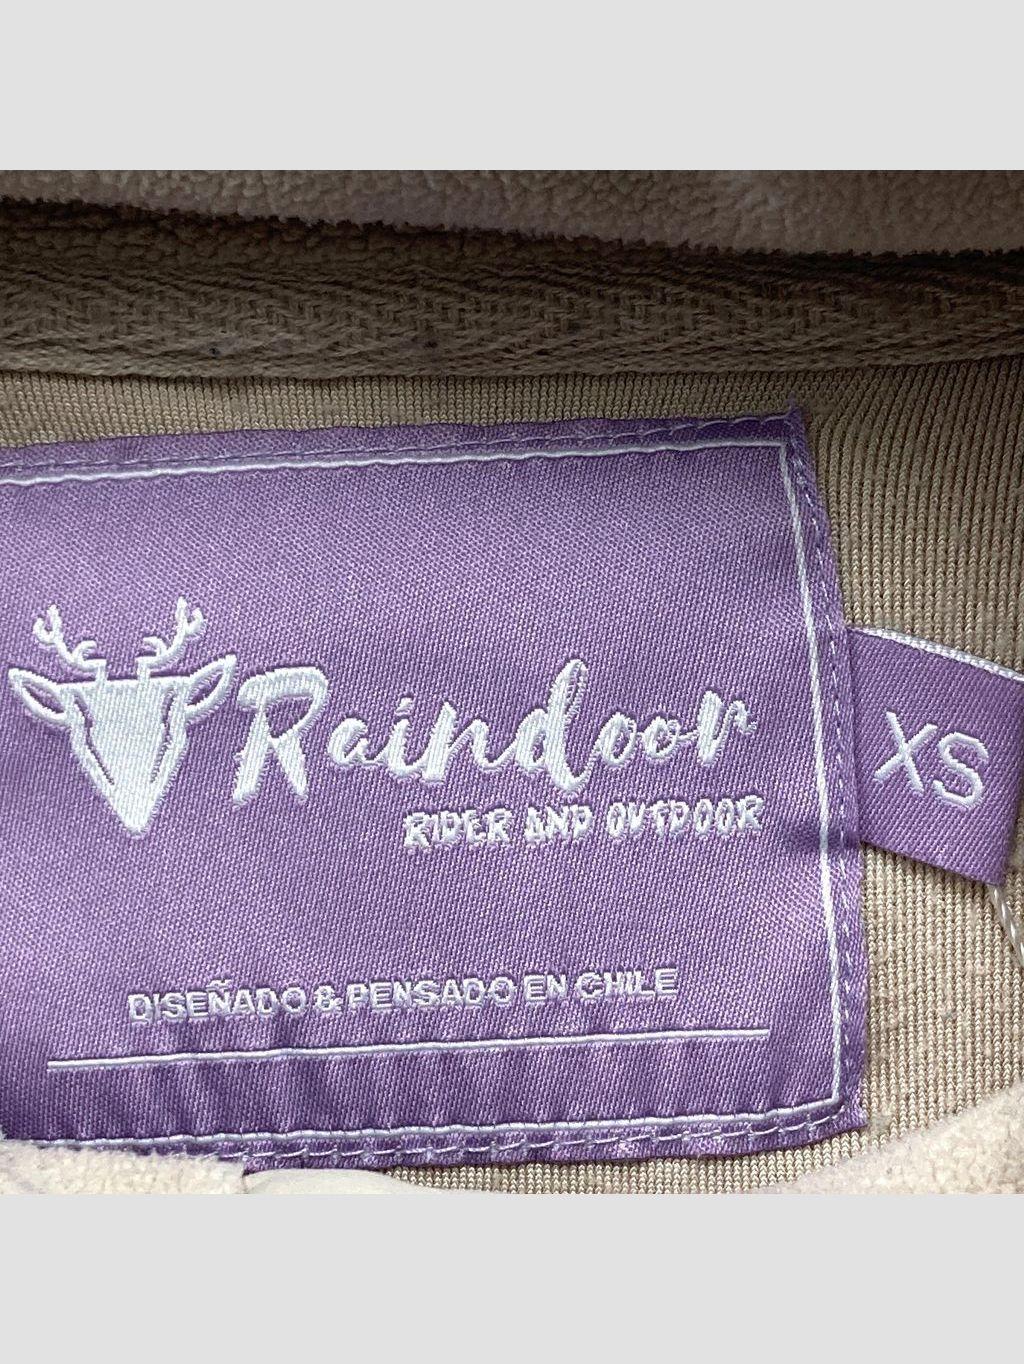 Raindoor
RIDER AND OUTDOOR
XS
DISEÑADO & PENSADO EN CHILE